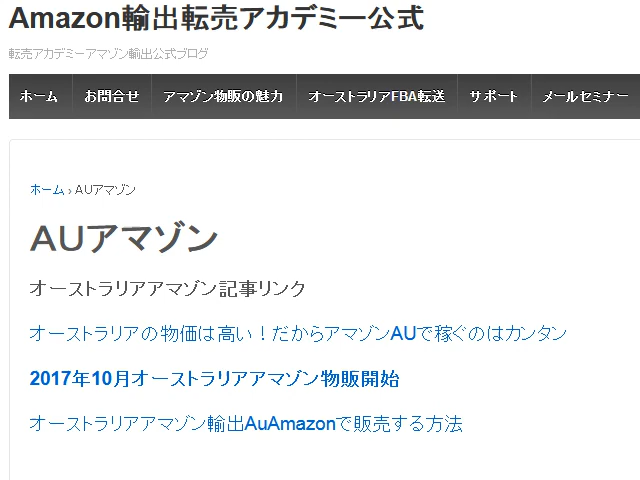 Amazon輸出転売アカデミー公式
転売アカデミーアマゾン輸出公式ブログ
ホーム お問合せ アマゾン物販の魅力 オーストラリアFBA転送 サポート メールセミナー
ホーム › AUアマゾン
AUアマゾン
オーストラリアアマゾン記事リンク
オーストラリアの物価は高い！だからアマゾンAUで稼ぐのはカンタン
2017年10月オーストラリアアマゾン物販開始
オーストラリアアマゾン輸出AuAmazonで販売する方法